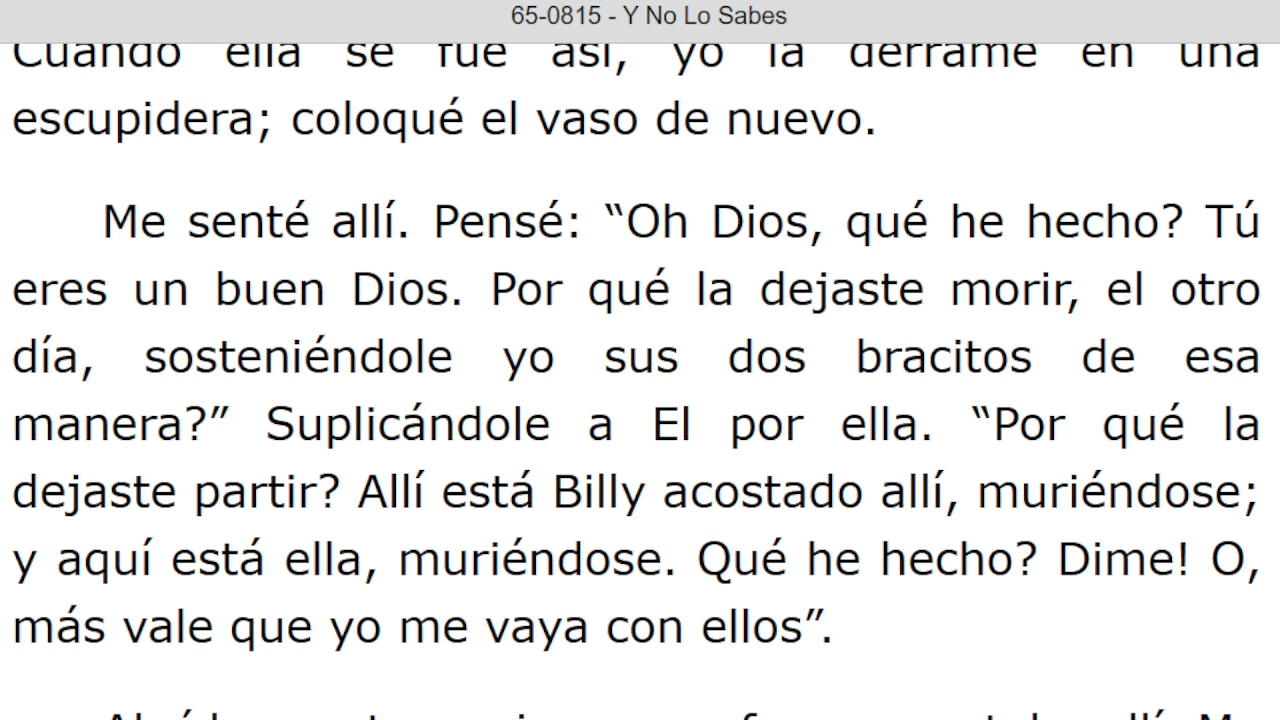 65-0815 - Y No Lo Sabes
Cuando ella se fue así, yo la derramé en una
escupidera; coloqué el vaso de nuevo.
Me senté allí. Pensé: “Oh Dios, qué he hecho? Tú
eres un buen Dios. Por qué la dejaste morir, el otro
día, sosteniéndole yo sus dos bracitos de esa
manera?” Suplicándole a El por ella. “Por qué la
dejaste partir? Allí está Billy acostado allí, muriéndose;
y aquí está ella, muriéndose. Qué he hecho? Dime! O,
más vale que yo me vaya con ellos”.